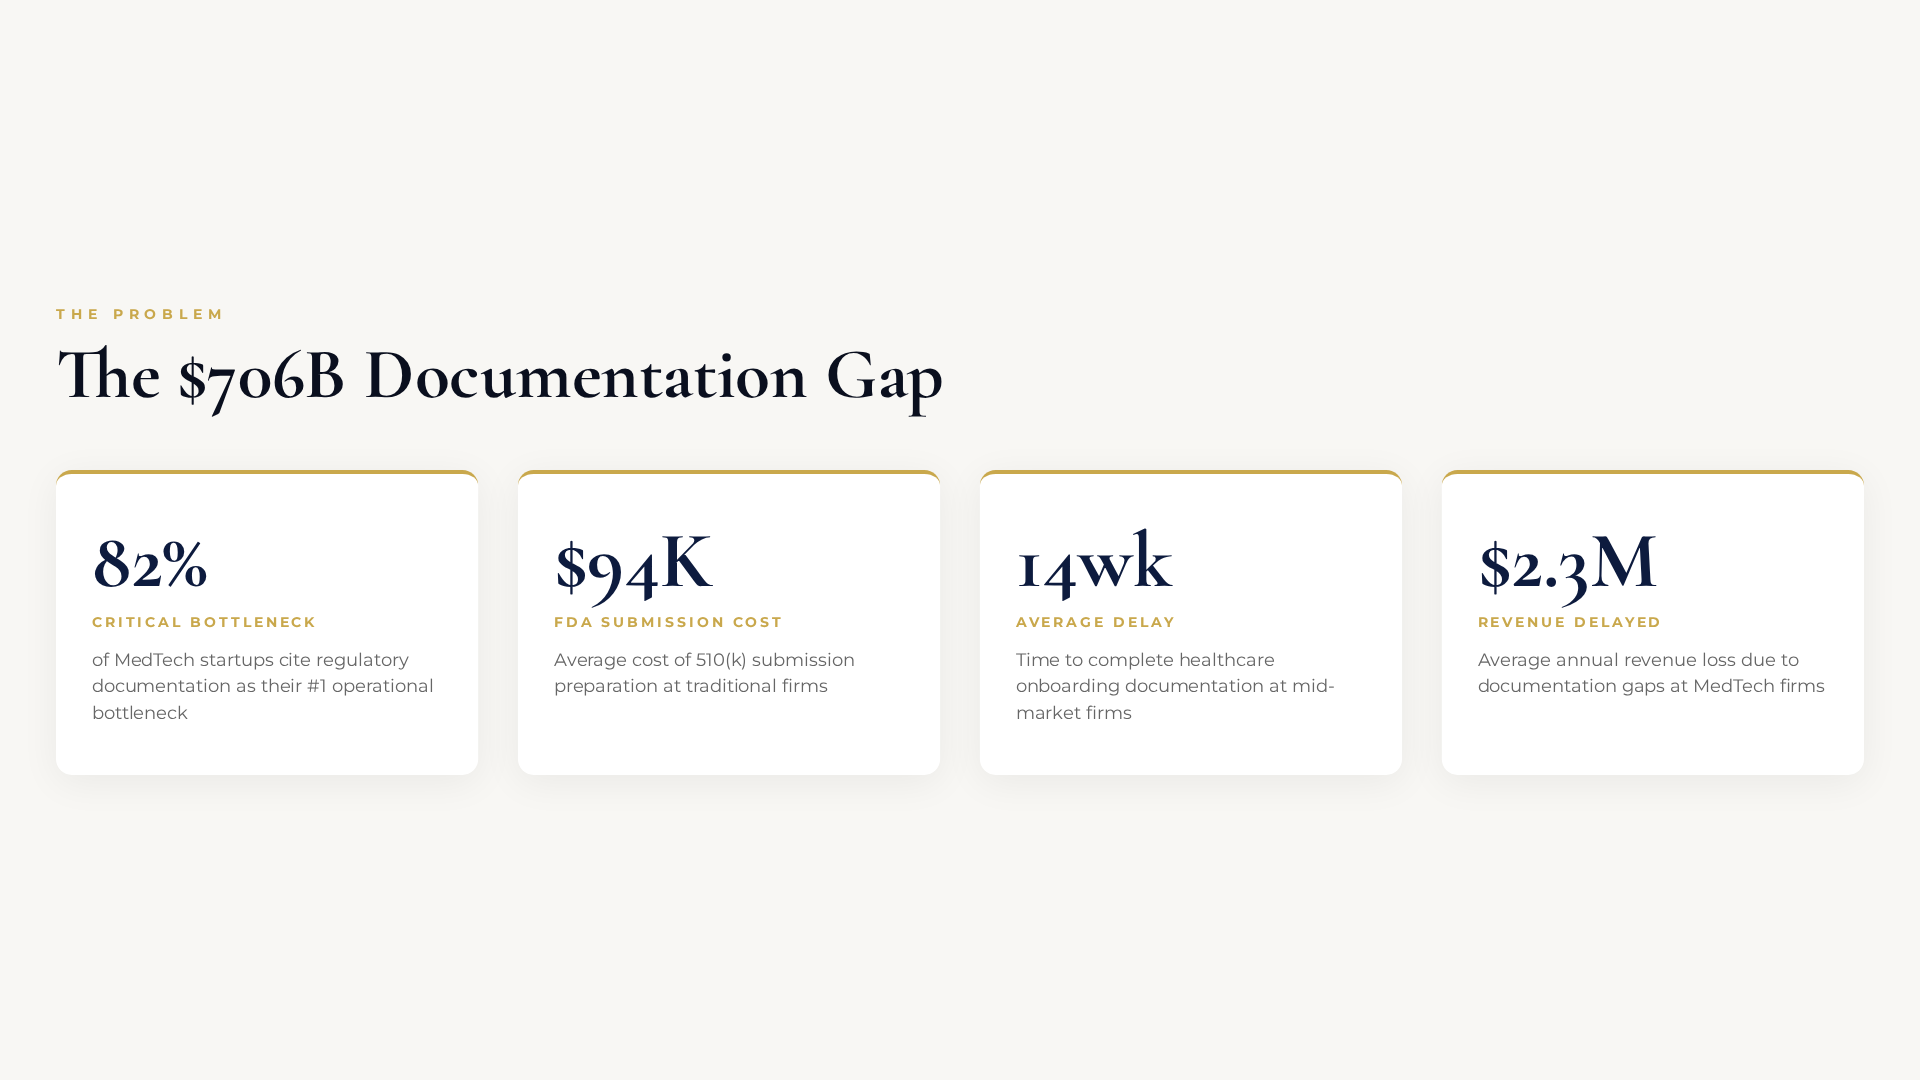 THE PROBLEM
The $706B Documentation Gap
82%
CRITICAL BOTTLENECK
of MedTech startups cite regulatory
documentation as their #1 operational
bottleneck
$94K
FDA SUBMISSION COST
Average cost of 510(k) submission
preparation at traditional firms
14wk
AVERAGE DELAY
Time to complete healthcare
onboarding documentation at mid-
market firms
$2.3M
REVENUE DELAYED
Average annual revenue loss due to
documentation gaps at MedTech firms